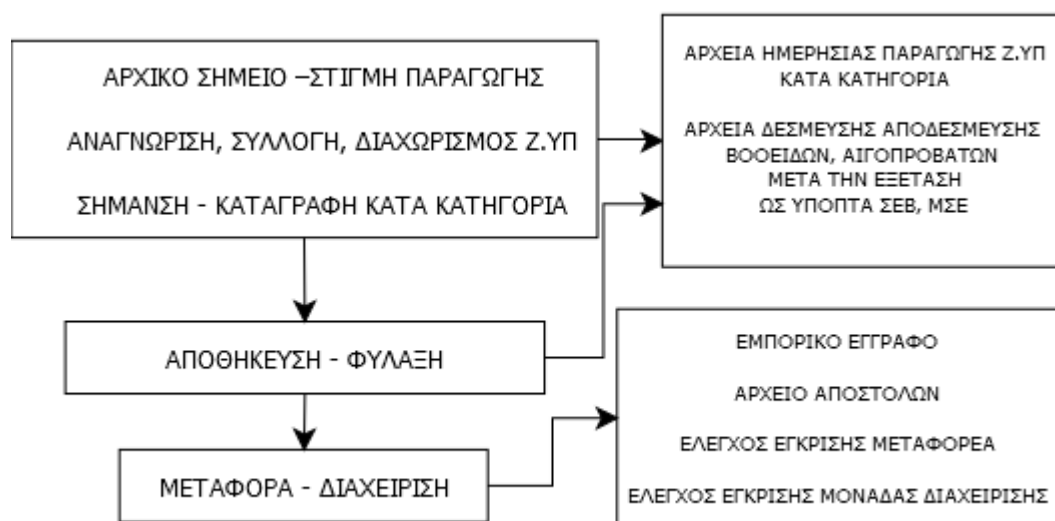 ΑΡΧΙΚΟ ΣΗΜΕΙΟ –ΣΤΙΓΜΗ ΠΑΡΑΓΩΓΗΣ
ΑΝΑΓΝΩΡΙΣΗ, ΣΥΛΛΟΓΗ, ΔΙΑΧΩΡΙΣΜΟΣ Ζ.ΥΠ
ΣΗΜΑΝΣΗ - ΚΑΤΑΓΡΑΦΗ ΚΑΤΑ ΚΑΤΗΓΟΡΙΑ
ΑΡΧΕΙΑ ΗΜΕΡΗΣΙΑΣ ΠΑΡΑΓΩΓΗΣ Ζ.ΥΠ
ΚΑΤΑ ΚΑΤΗΓΟΡΙΑ
ΑΡΧΕΙΑ ΔΕΣΜΕΥΣΗΣ ΑΠΟΔΕΣΜΕΥΣΗΣ
ΒΟΟΕΙΔΩΝ, ΑΙΓΟΠΡΟΒΑΤΩΝ
ΜΕΤΑ ΤΗΝ ΕΞΕΤΑΣΗ
ΩΣ ΥΠΟΠΤΑ ΣΕΒ, ΜΣΕ
ΑΠΟΘΗΚΕΥΣΗ - ΦΥΛΑΞΗ
ΜΕΤΑΦΟΡΑ - ΔΙΑΧΕΙΡΙΣΗ
ΕΜΠΟΡΙΚΟ ΕΓΓΡΑΦΟ
ΑΡΧΕΙΟ ΑΠΟΣΤΟΛΩΝ
ΕΛΕΓΧΟΣ ΕΓΚΡΙΣΗΣ ΜΕΤΑΦΟΡΕΑ
ΕΛΕΓΧΟΣ ΕΓΚΡΙΣΗΣ ΜΟΝΑΔΑΣ ΔΙΑΧΕΙΡΙΣΗΣ